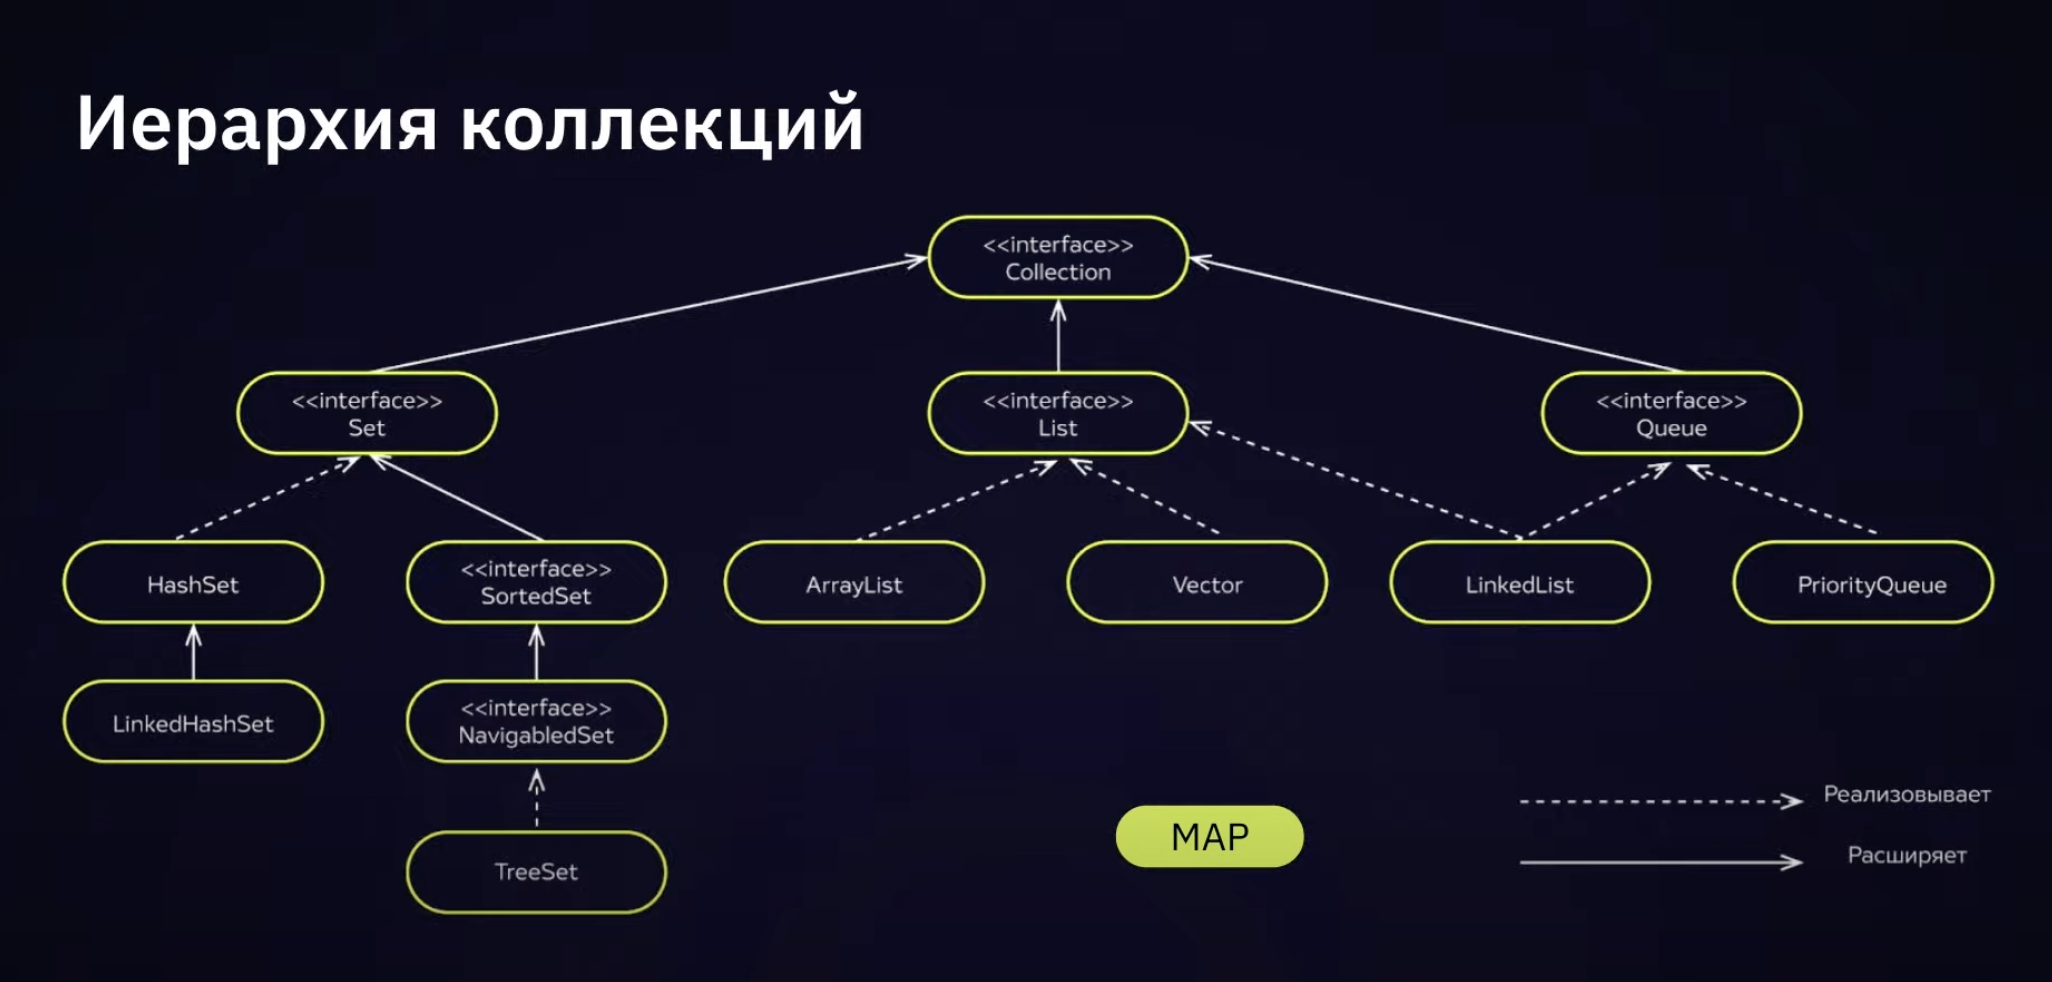 Иерархия коллекций
<<interface>>
Collection
<<interface>>
Set
<<interface>>
List
<<interface>>
Queue
HashSet
<<interface>>
SortedSet
ArrayList
Vector
LinkedList
PriorityQueue
LinkedHashSet
<<interface>>
NavigabledSet
TreeSet
MAP
Реализовывает
Расширяет